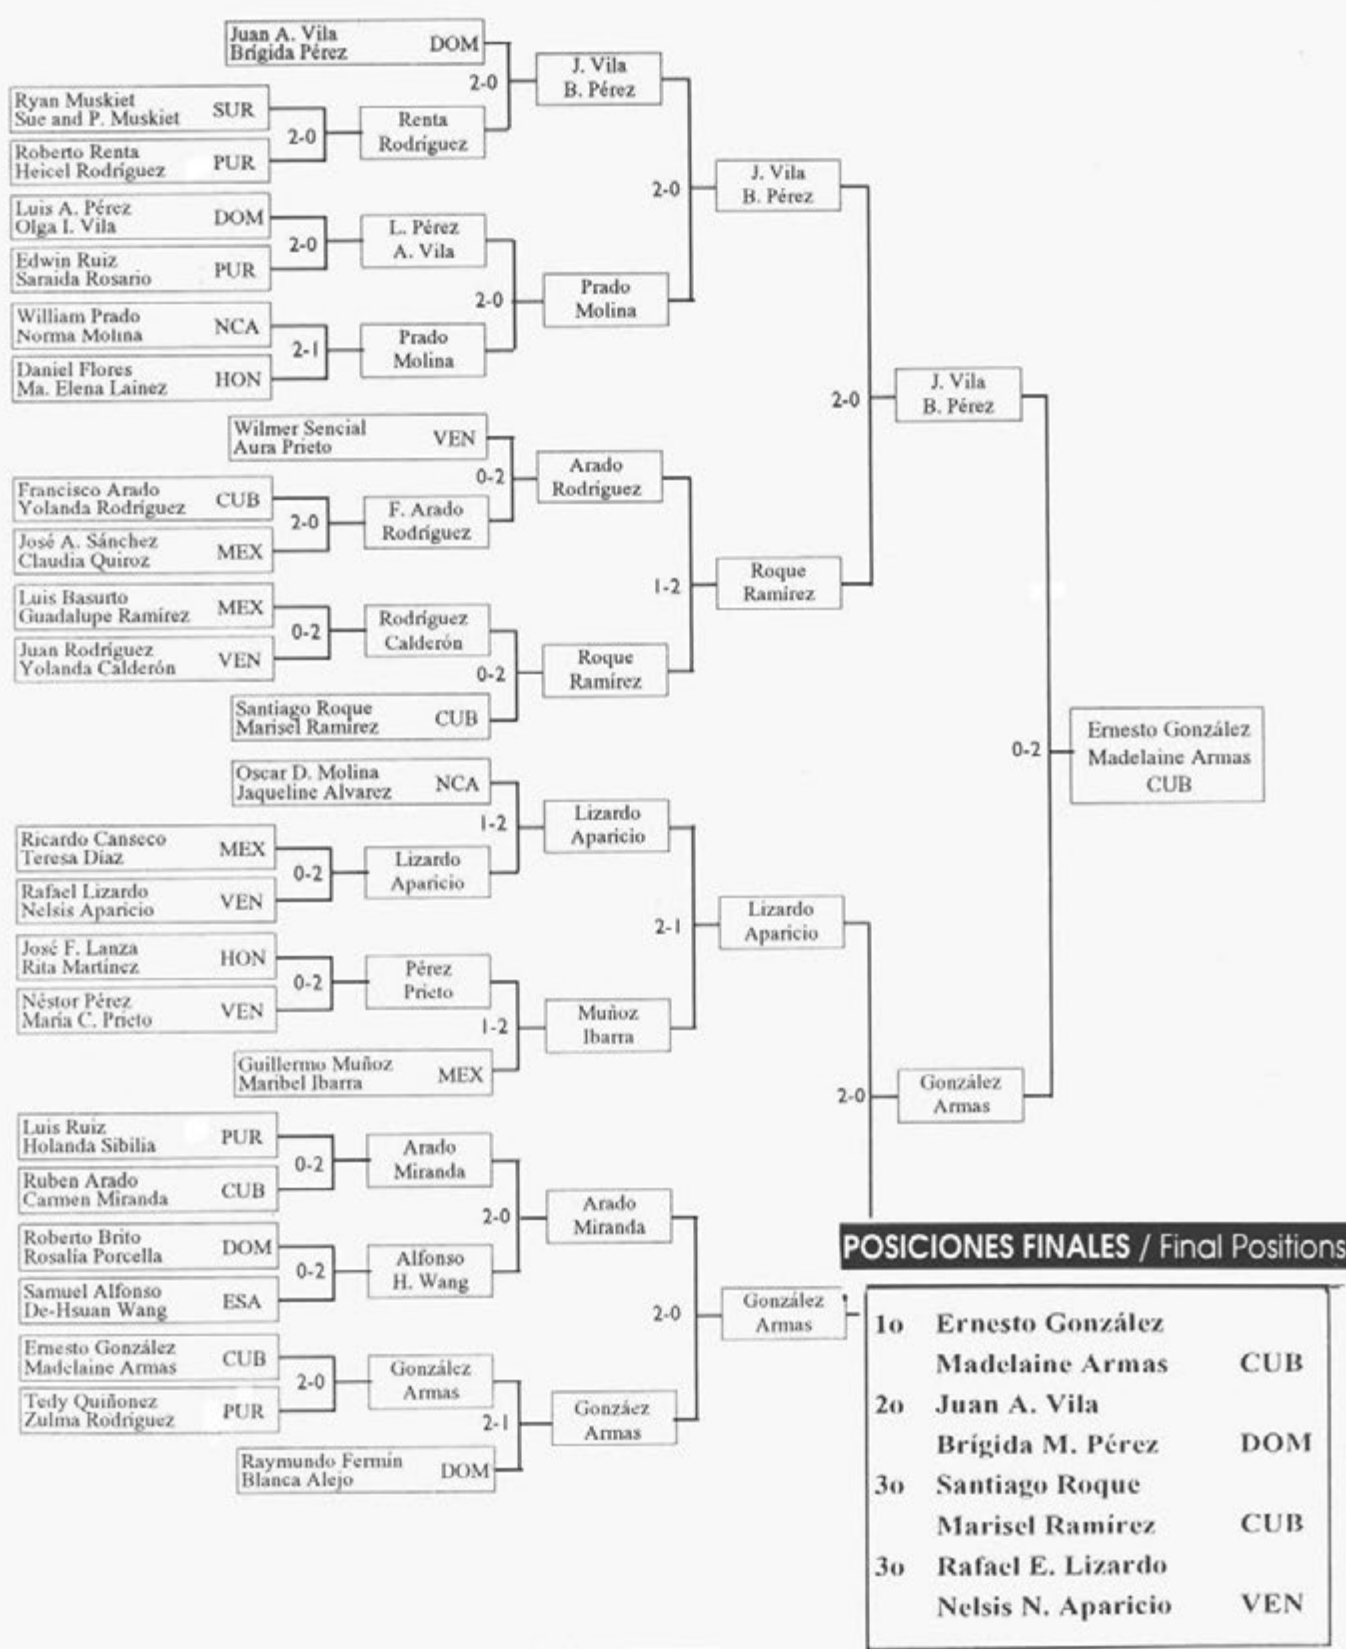 Juan A. Vila
Brígida Pérez
DOM
2-0
J. Vila
B. Pérez
Ryan Muskiet
Sue and P. Muskiet
SUR
2-0
Renta
Rodríguez
Roberto Renta
Heicel Rodríguez
PUR
2-0
J. Vila
B. Pérez
Luis A. Pérez
Olga I. Vila
DOM
2-0
L. Pérez
A. Vila
Edwin Ruiz
Saraida Rosario
PUR
2-0
Prado
Molina
William Prado
Norma Molina
NCA
2-1
Prado
Molina
Daniel Flores
Ma. Elena Lainez
HON
2-0
J. Vila
B. Pérez
Wilmer Sencial
Aura Prieto
VEN
0-2
Arado
Rodríguez
Francisco Arado
Yolanda Rodríguez
CUB
2-0
F. Arado
Rodríguez
José A. Sánchez
Claudia Quiroz
MEX
1-2
Roque
Ramírez
Luis Basurto
Guadalupe Ramírez
MEX
0-2
Rodríguez
Calderón
Juan Rodríguez
Yolanda Calderón
VEN
0-2
Roque
Ramírez
Santiago Roque
Marisel Ramírez
CUB
0-2
Ernesto González
Madelaine Armas
CUB
Oscar D. Molina
Jaqueline Alvarez
NCA
1-2
Lizardo
Aparicio
Ricardo Canseco
Teresa Díaz
MEX
0-2
Lizardo
Aparicio
Rafael Lizardo
Nelsis Aparicio
VEN
2-1
Lizardo
Aparicio
José F. Lanza
Rita Martínez
HON
0-2
Pérez
Prieto
Néstor Pérez
María C. Prieto
VEN
1-2
Muñoz
Ibarra
Guillermo Muñoz
Maribel Ibarra
MEX
2-0
González
Armas
Luis Ruiz
Holanda Sibilia
PUR
0-2
Arado
Miranda
Ruben Arado
Carmen Miranda
CUB
2-0
Arado
Miranda
Roberto Brito
Rosalía Porcella
DOM
0-2
Alfonso
H. Wang
Samuel Alfonso
De-Hsuan Wang
ESA
2-0
González
Armas
Ernesto González
Madelaine Armas
CUB
2-0
González
Armas
Tedy Quiñonez
Zulma Rodríguez
PUR
2-1
Gonzáez
Armas
Raymundo Fermín
Blanca Alejo
DOM
POSICIONES FINALES / Final Positions
1o Ernesto González
Madelaine Armas CUB
2o Juan A. Vila
Brígida M. Pérez DOM
3o Santiago Roque
Marisel Ramírez CUB
3o Rafael E. Lizardo
Nelsis N. Aparicio VEN